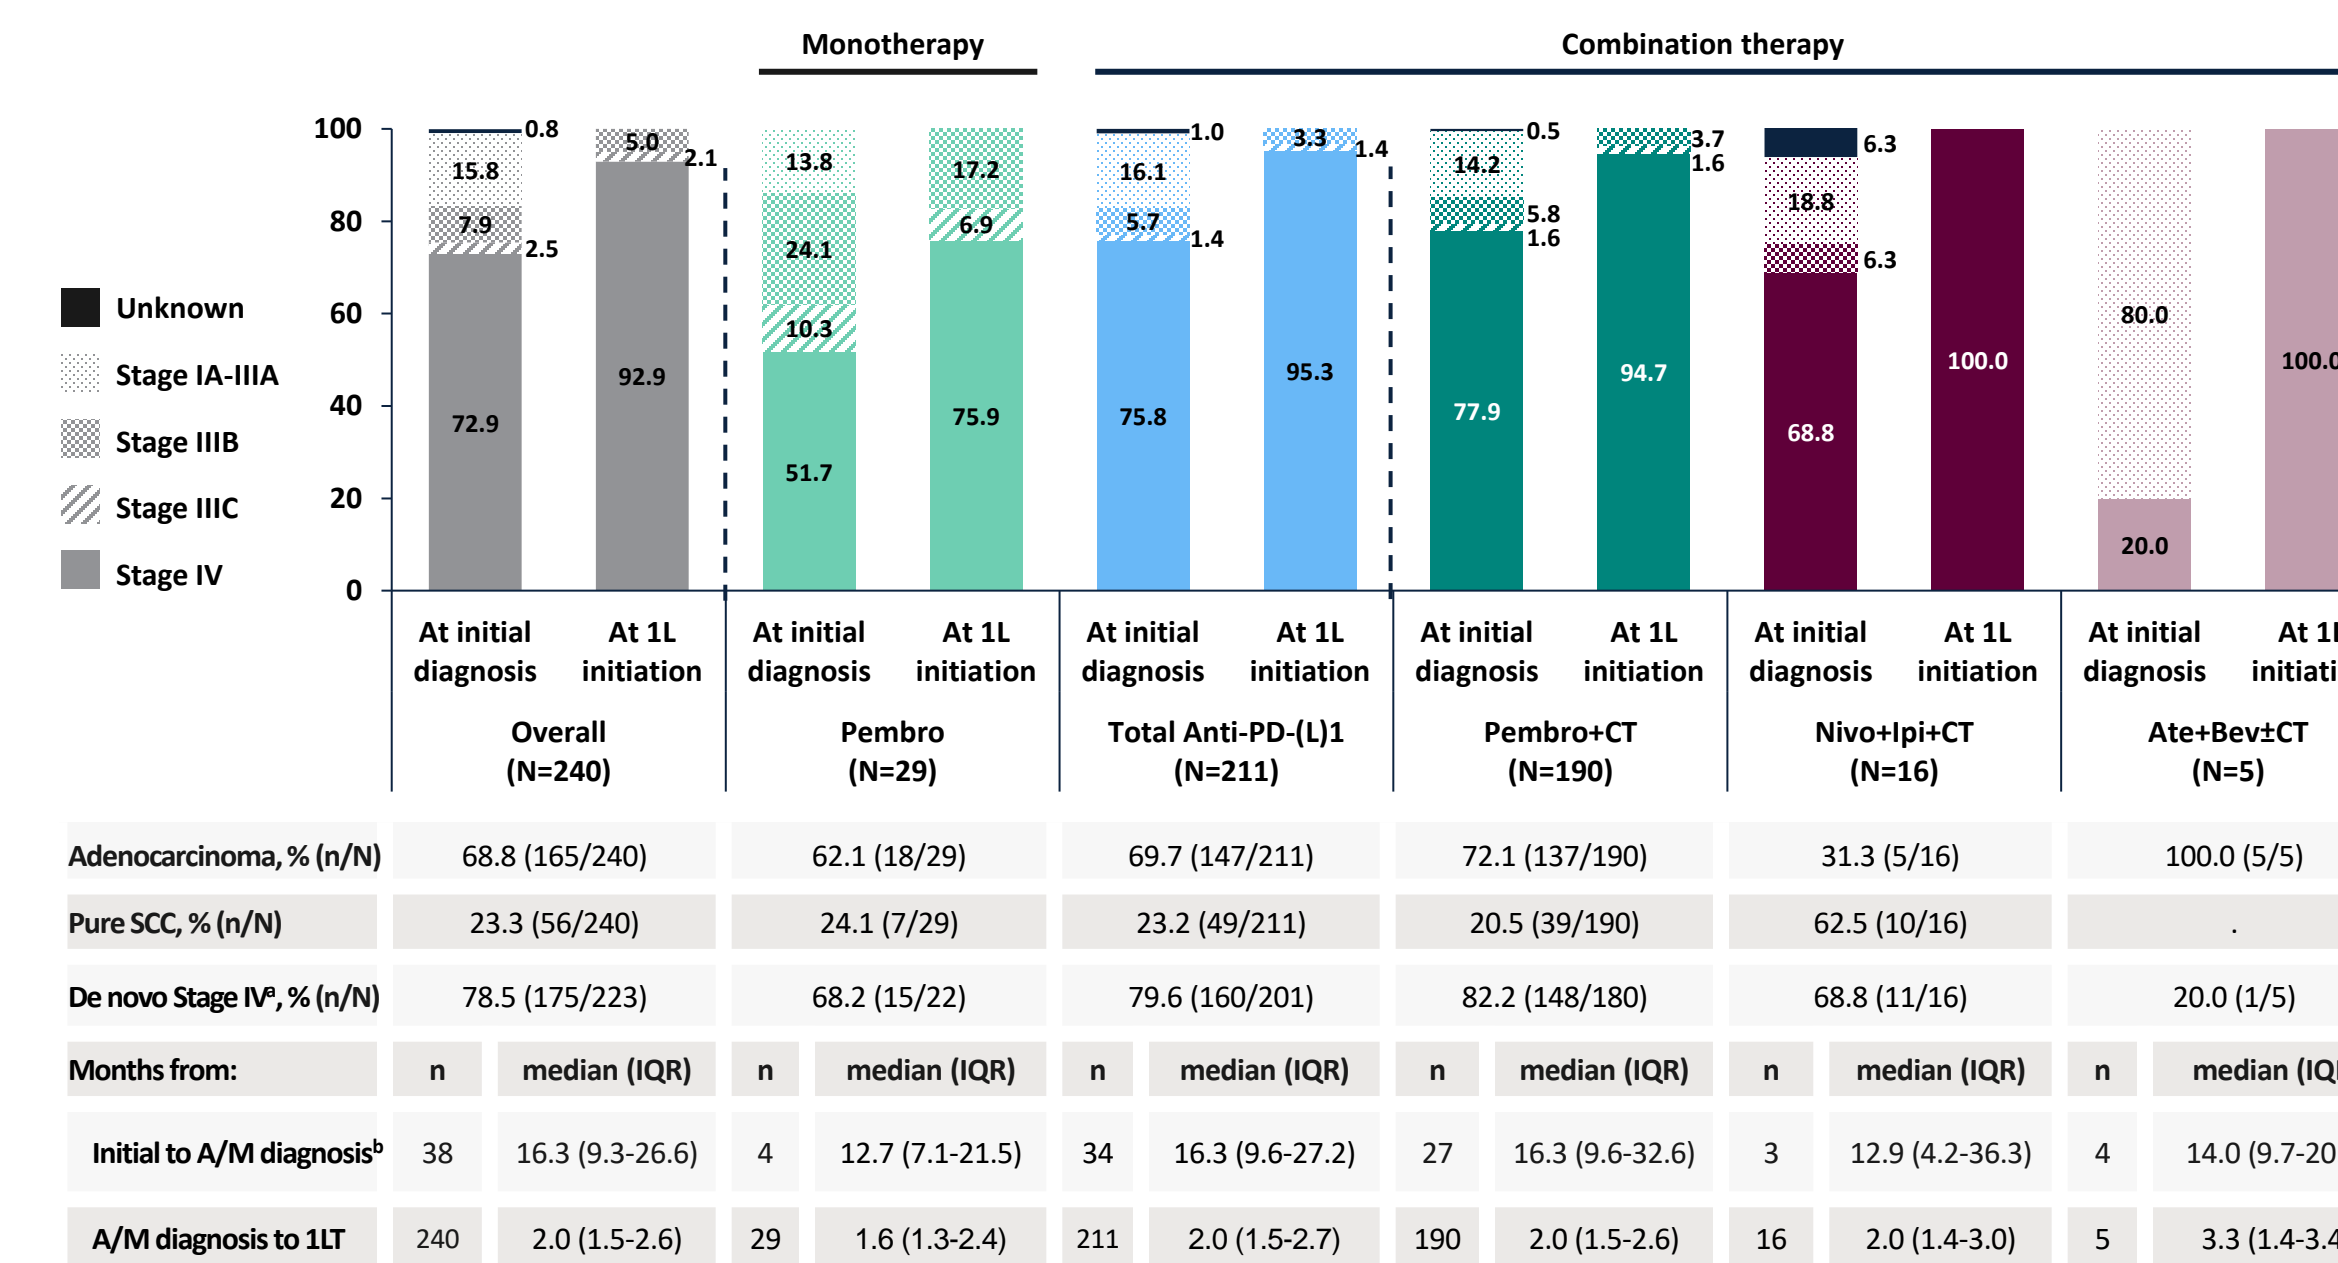 Monotherapy
Combination therapy
100
80
60
40
20
0
Unknown
Stage IA-IIIA
Stage IIIB
Stage IIIC
Stage IV
0.8
15.8
7.9
2.5
72.9
5.0
2.1
92.9
13.8
24.1
10.3
51.7
17.2
6.9
75.9
1.0
16.1
5.7
1.4
75.8
3.3
1.4
95.3
0.5
14.2
5.8
1.6
77.9
3.7
1.6
94.7
6.3
18.8
6.3
68.8
100.0
80.0
20.0
100.0
At initial diagnosis At 1L initiation At initial diagnosis At 1L initiation At initial diagnosis At 1L initiation At initial diagnosis At 1L initiation At initial diagnosis At 1L initiation At initial diagnosis At
Overall Pembro Total Anti-PD-(L)1 Pembro+CT Nivo+Ipi+CT Ate+Bev±CT
(N=240) (N=29) (N=211) (N=190) (N=16) (N=5)
Adenocarcinoma, % (n/N) 68.8 (165/240) 62.1 (18/29) 69.7 (147/211) 72.1 (137/190) 31.3 (5/16) 100.0 (5/5)
Pure SCC, % (n/N) 23.3 (56/240) 24.1 (7/29) 23.2 (49/211) 20.5 (39/190) 62.5 (10/16) .
De novo Stage IVᵃ, % (n/N) 78.5 (175/223) 68.2 (15/22) 79.6 (160/201) 82.2 (148/180) 68.8 (11/16) 20.0 (1/5)
Months from: n median (IQR) n median (IQR) n median (IQR) n median (IQR) n median (IQR) n median
Initial to A/M diagnosisᵇ 38 16.3 (9.3-26.6) 4 12.7 (7.1-21.5) 34 16.3 (9.6-27.2) 27 16.3 (9.6-32.6) 3 12.9 (4.2-36.3) 4 14.0 (9.7-20
A/M diagnosis to 1LT 240 2.0 (1.5-2.6) 29 1.6 (1.3-2.4) 211 2.0 (1.5-2.7) 190 2.0 (1.5-2.6) 16 2.0 (1.4-3.0) 5 3.3 (1.4-3.4